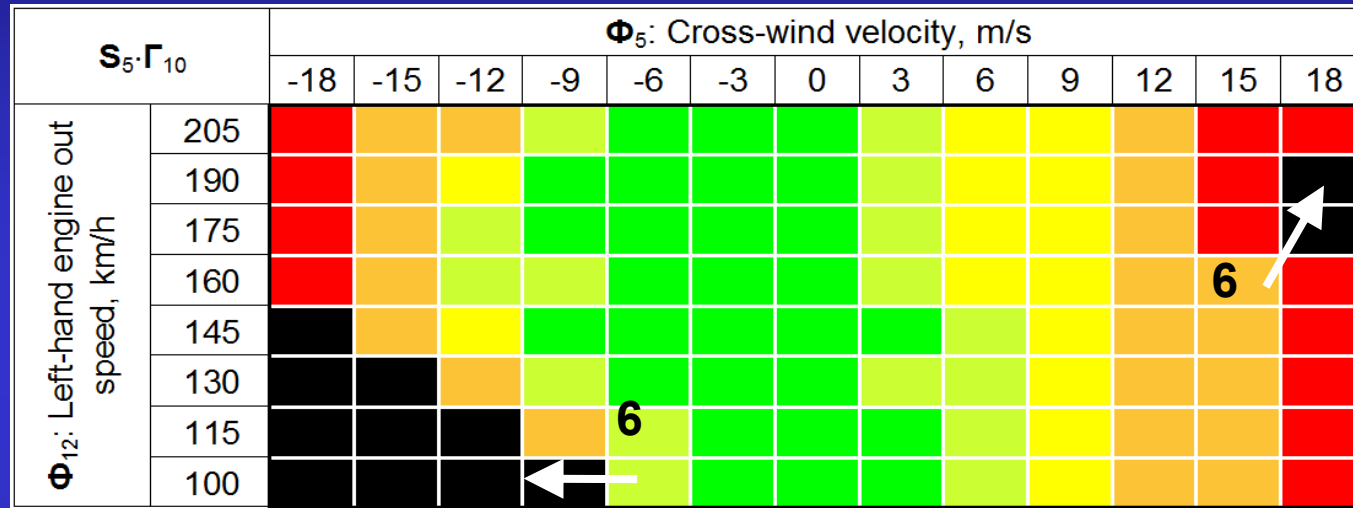 S₅·Γ₁₀
Φ₅: Cross-wind velocity, m/s
-18 -15 -12 -9 -6 -3 0 3 6 9 12 15 18
Φ₁₂: Left-hand engine out
speed, km/h
205
190
175
160
6
145
130
115
6
100